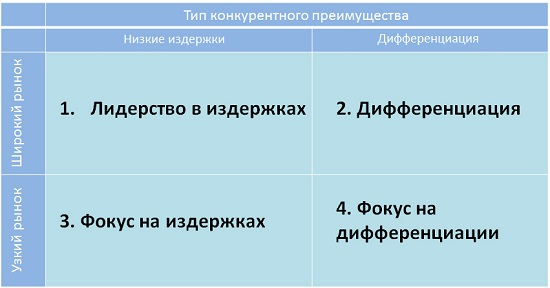 Тип конкурентного преимущества
Низкие издержки
Дифференциация
Широкий рынок
1. Лидерство в издержках
2. Дифференциация
Узкий рынок
3. Фокус на издержках
4. Фокус на
дифференциации